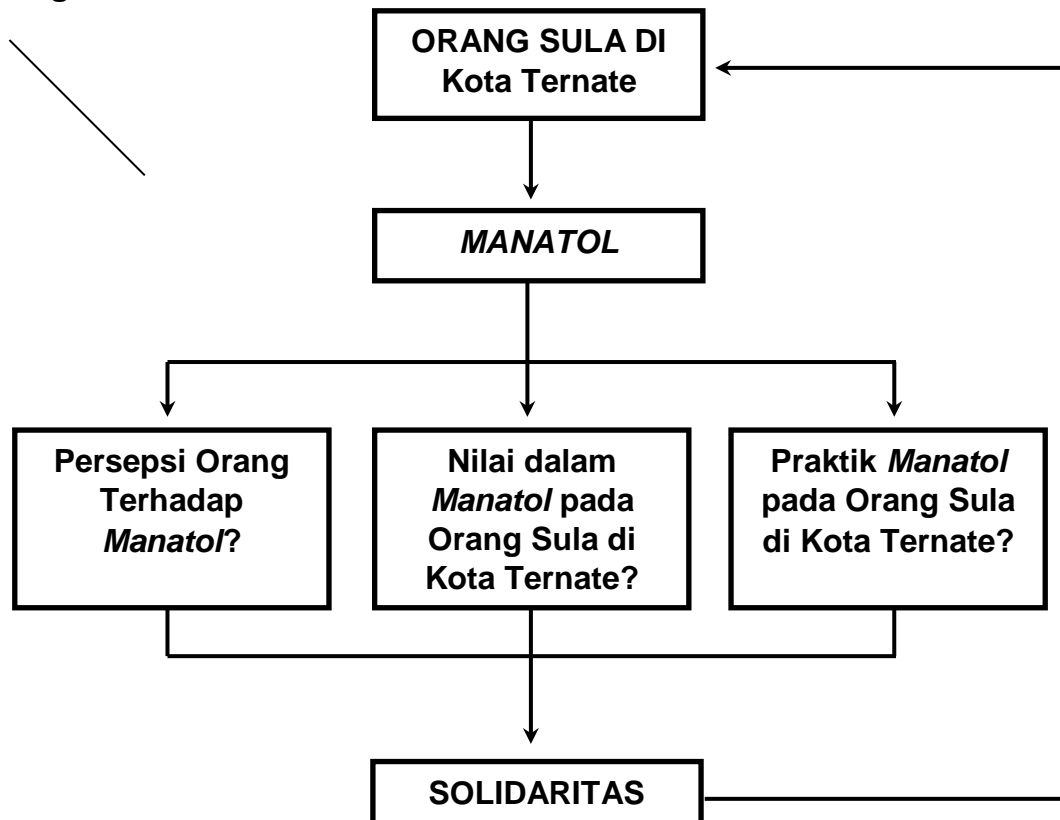 ORANG SULA DI
Kota Ternate
MANATOL
Persepsi Orang
Terhadap
Manatol?
Nilai dalam
Manatol pada
Orang Sula di
Kota Ternate?
Praktik Manatol
pada Orang Sula
di Kota Ternate?
SOLIDARITAS